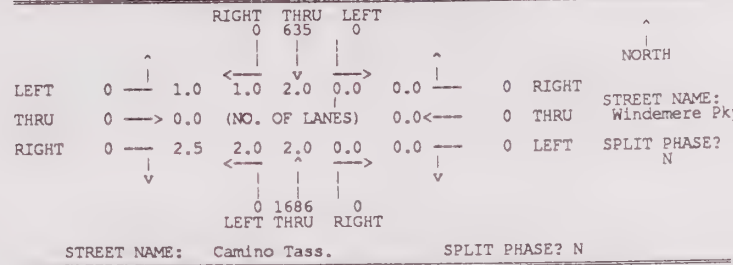 RIGHT THRU LEFT
0 635 0
^
| | |
NORTH
^ | | | ^
| <--- v ---> |
LEFT 0 --- 1.0 1.0 2.0 0.0 0.0 --- 0 RIGHT
STREET NAME:
THRU 0 ---> 0.0 (NO. OF LANES) 0.0<--- 0 THRU Windemere Pky
RIGHT 0 --- 2.5 2.0 2.0 0.0 0.0 --- 0 LEFT SPLIT PHASE?
| <--- ^ ---> | N
v | | | v
0 1686 0
LEFT THRU RIGHT
STREET NAME: Camino Tass. SPLIT PHASE? N